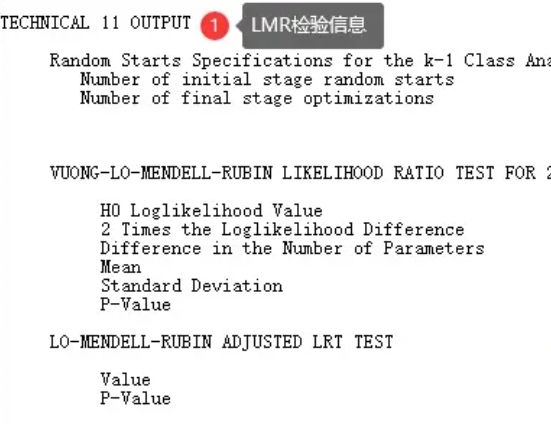 TECHNICAL 11 OUTPUT 1 LMR检验信息
Random Starts Specifications for the k-1 Class
Number of initial stage random starts
Number of final stage optimizations
VUONG-LO-MENDELL-RUBIN LIKELIHOOD RATIO TEST FOR 2
H0 Loglikelihood Value
2 Times the Loglikelihood Difference
Difference in the Number of Parameters
Mean
Standard Deviation
P-Value
LO-MENDELL-RUBIN ADJUSTED LRT TEST
Value
P-Value